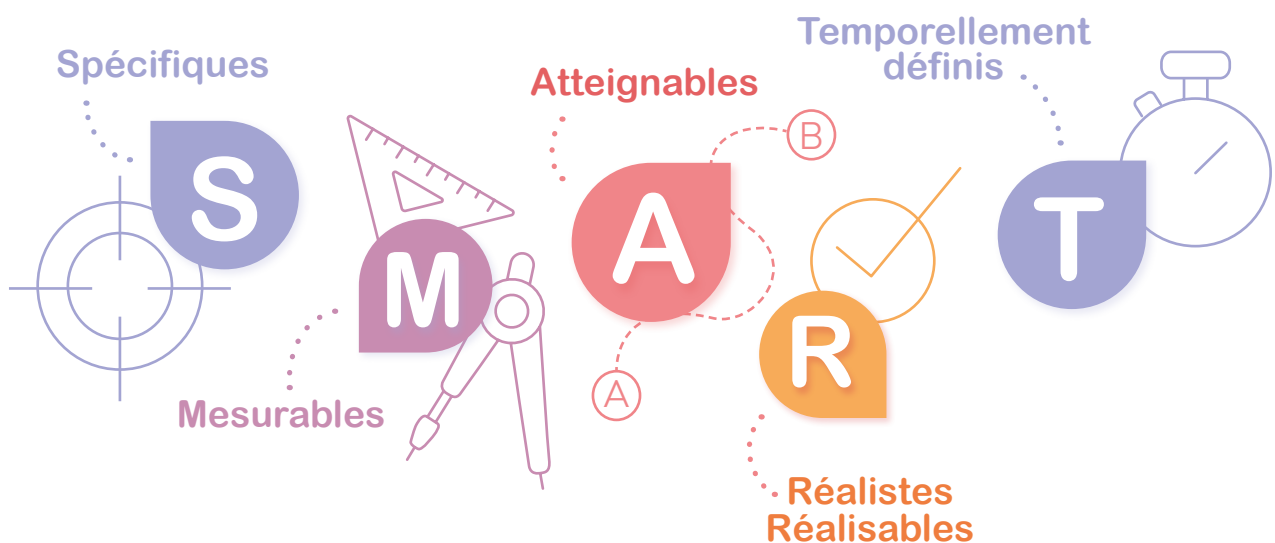 Spécifiques
S
Mesurables
M
Atteignables
A
A
B
Réalistes
Réalisables
R
Temporellement
définis
T